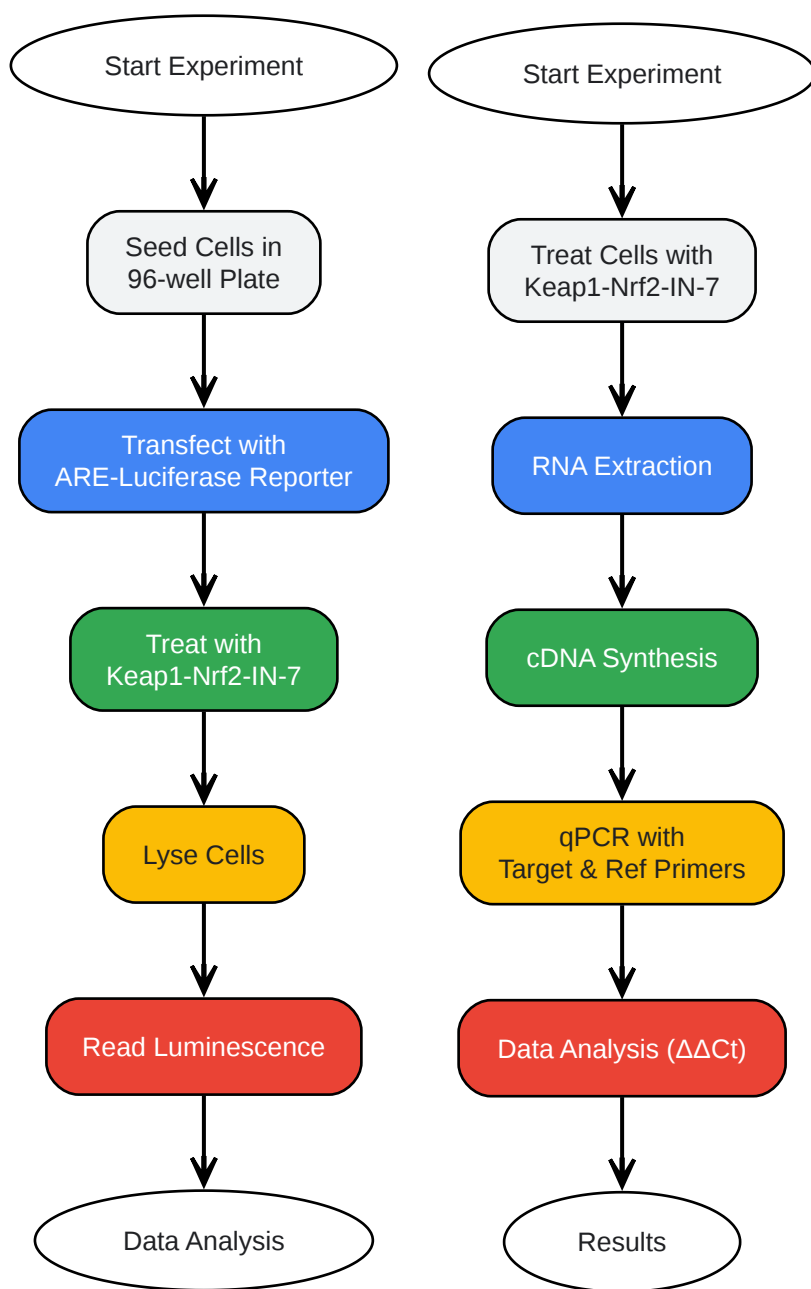 Start Experiment
Seed Cells in
96-well Plate
Transfect with
ARE-Luciferase Reporter
Treat with
Keap1-Nrf2-IN-7
Lyse Cells
Read Luminescence
Data Analysis
Start Experiment
Treat Cells with
Keap1-Nrf2-IN-7
RNA Extraction
cDNA Synthesis
qPCR with
Target & Ref Primers
Data Analysis (ΔΔCt)
Results